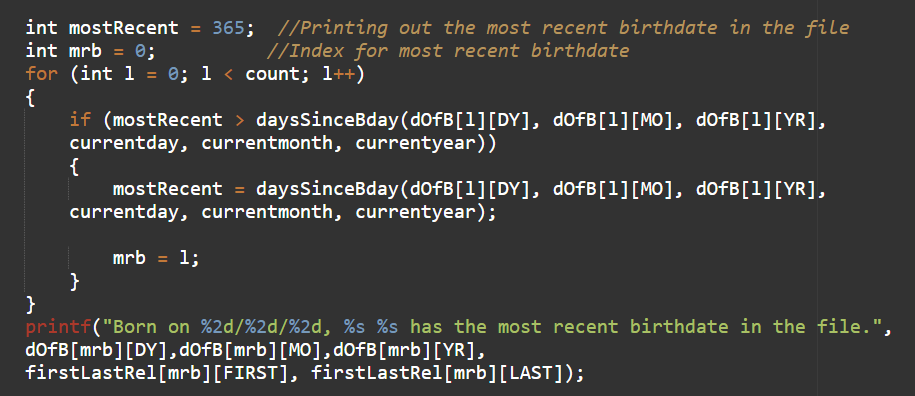 int mostRecent = 365;  //Printing out the most recent birthdate in the file
int mrb = 0;          //Index for most recent birthdate
for (int l = 0; l < count; l++)
{
    if (mostRecent > daysSinceBday(dOfB[l][DY], dOfB[l][MO], dOfB[l][YR],
    currentday, currentmonth, currentyear))
    {
        mostRecent = daysSinceBday(dOfB[l][DY], dOfB[l][MO], dOfB[l][YR],
    currentday, currentmonth, currentyear);
        mrb = l;
    }
}
printf("Born on %2d/%2d/%2d, %s %s has the most recent birthdate in the file.",
dOfB[mrb][DY],dOfB[mrb][MO],dOfB[mrb][YR],
firstLastRel[mrb][FIRST], firstLastRel[mrb][LAST]);